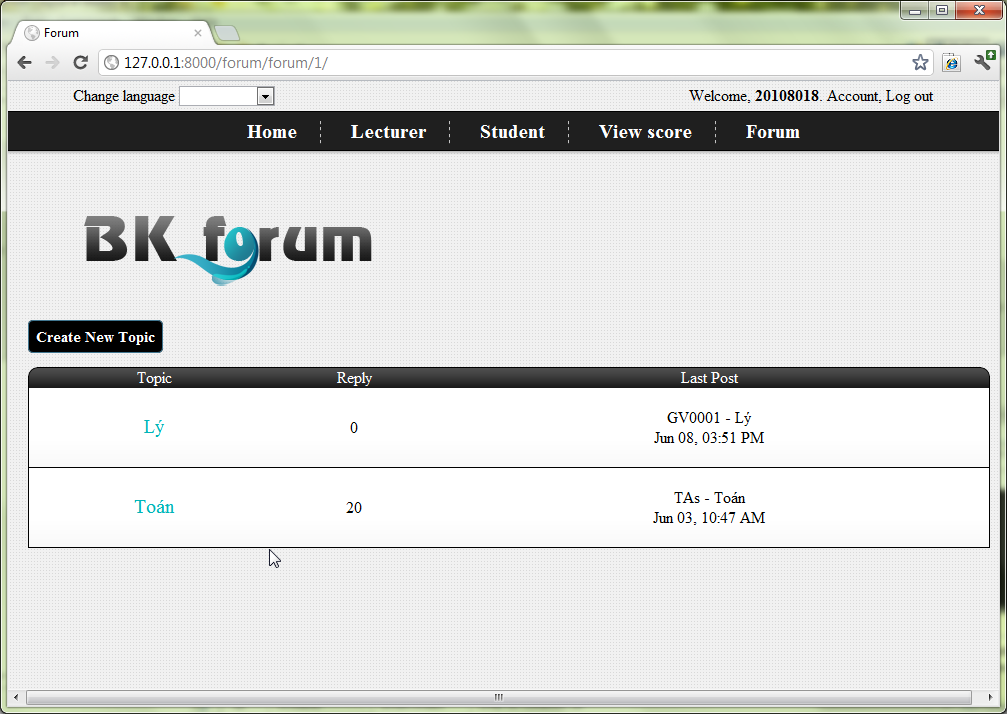 Forum
127.0.0.1:8000/forum/forum/1/
Change language
Welcome, 20108018. Account, Log out
Home Lecturer Student View score Forum
BK forum
Create New Topic
Topic Reply Last Post
Lý 0 GV0001 - Lý
Jun 08, 03:51 PM
Toán 20 TAs - Toán
Jun 03, 10:47 AM